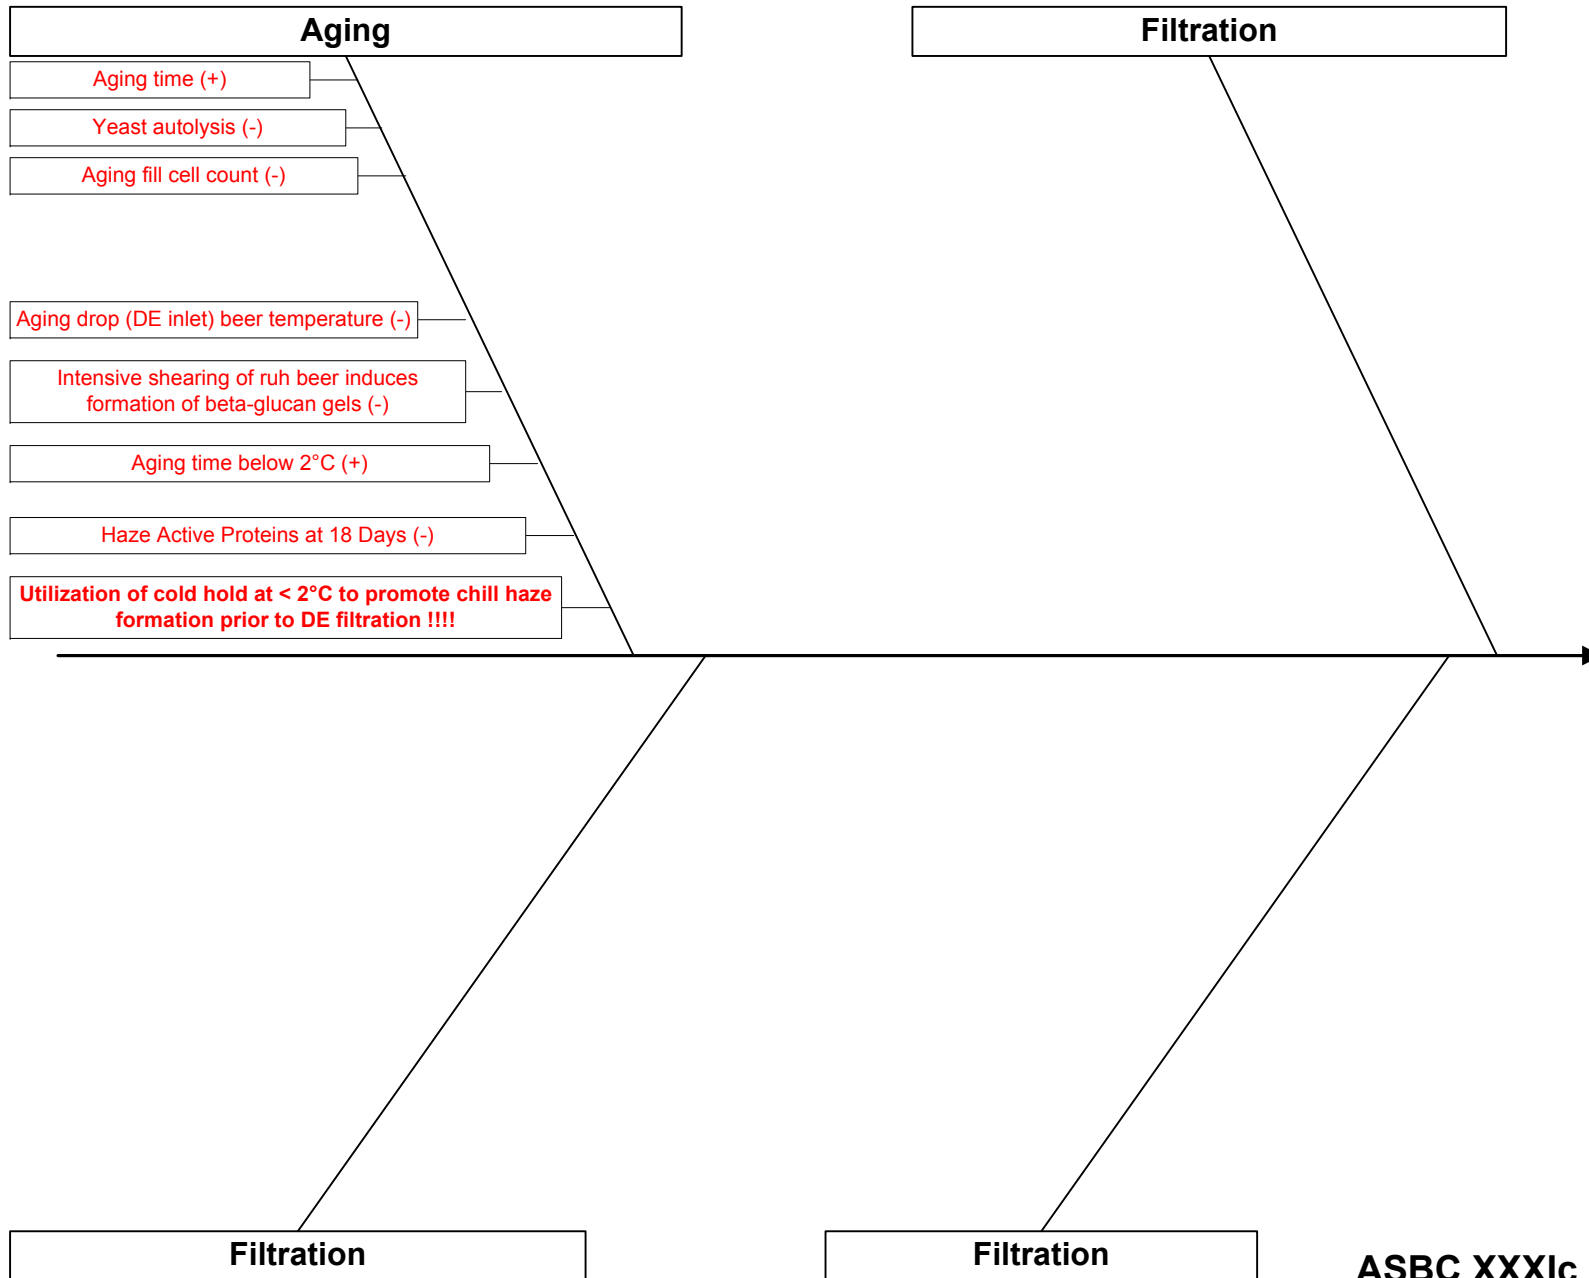 Aging
Filtration
Aging time (+)
Yeast autolysis (-)
Aging fill cell count (-)
Aging drop (DE inlet) beer temperature (-)
Intensive shearing of ruh beer induces
formation of beta-glucan gels (-)
Aging time below 2°C (+)
Haze Active Proteins at 18 Days (-)
Utilization of cold hold at < 2°C to promote chill haze
formation prior to DE filtration !!!!
Filtration
Filtration
ASBC XXXIc